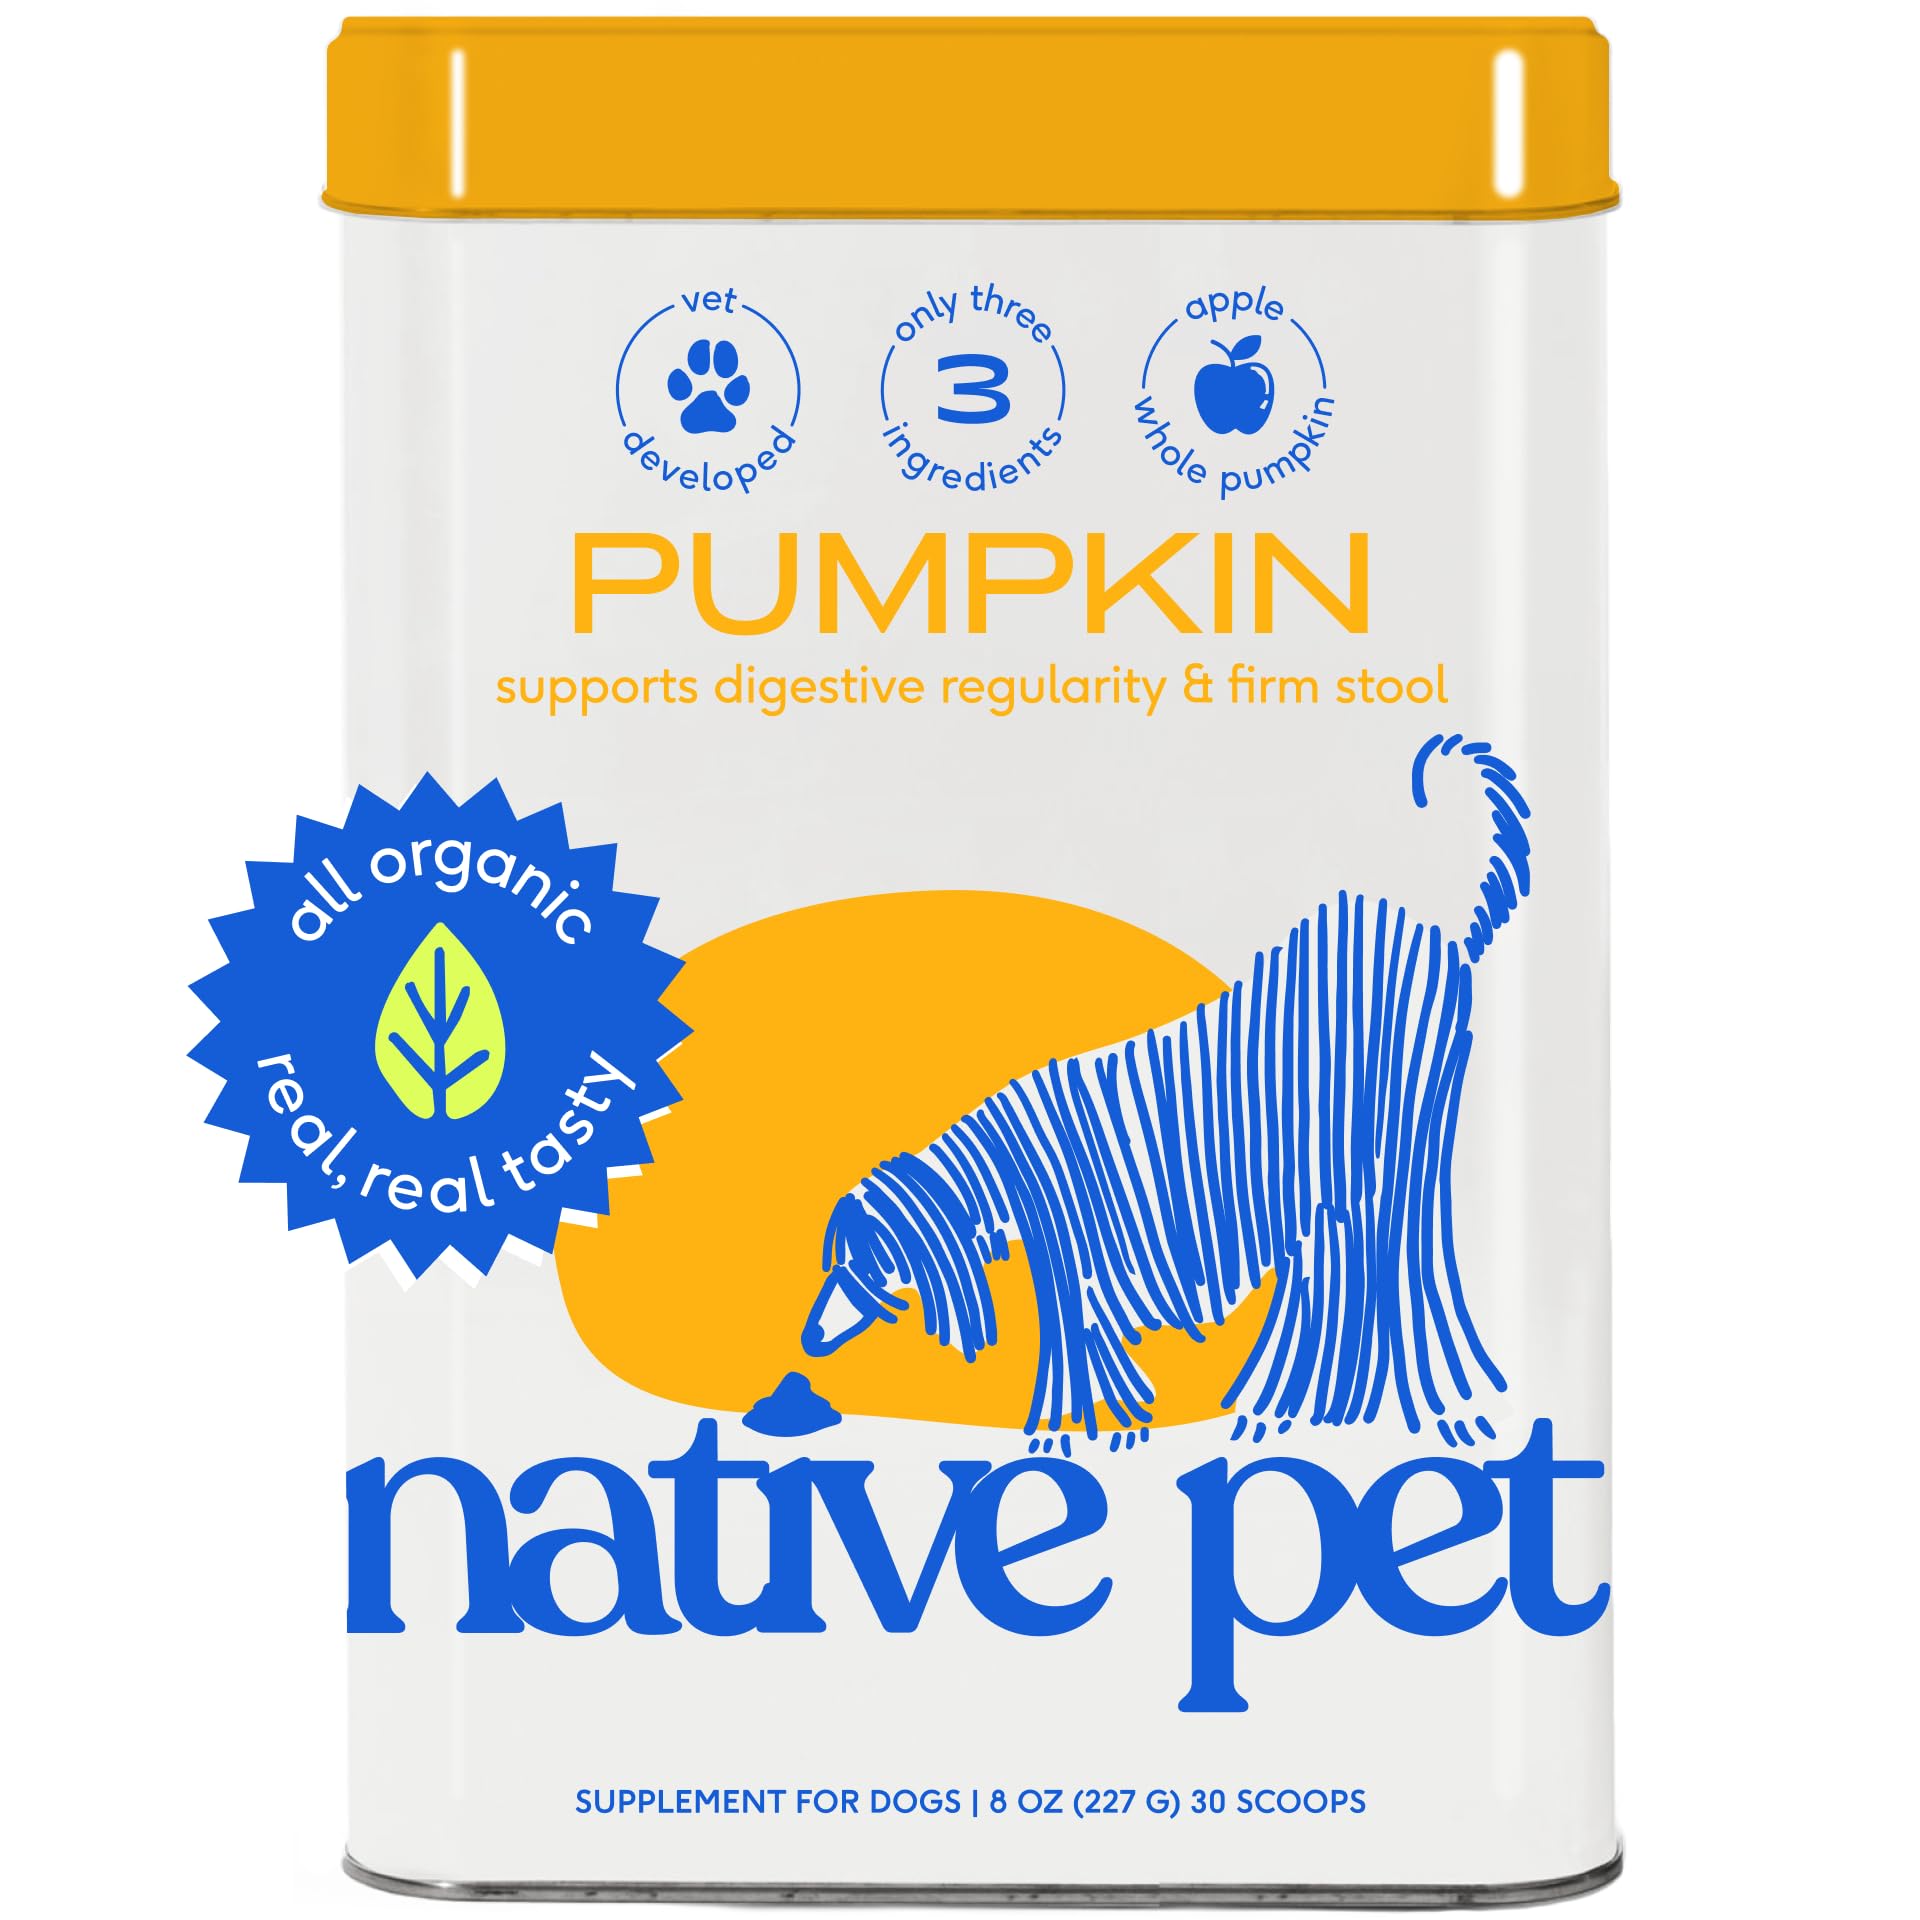 vet
developed
only three
3
ingredients
apple
whole pumpkin
PUMPKIN
supports digestive regularity & firm stool
all organic
real, real tasty
native pet
SUPPLEMENT FOR DOGS | 8 OZ (227 G) 30 SCOOPS